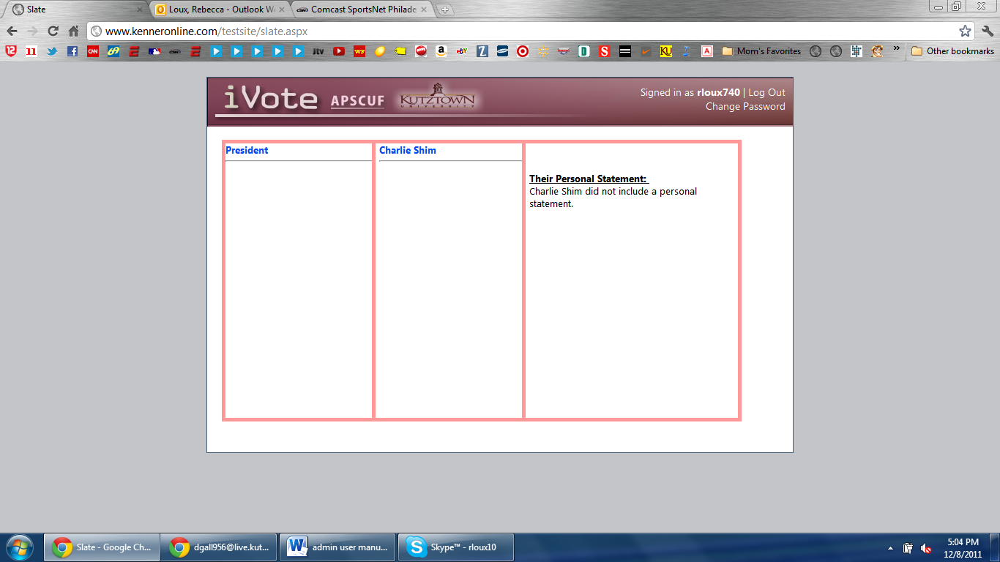 Slate
Loux, Rebecca - Outlook W
Comcast SportsNet Philade
www.kenneronline.com/testsite/slate.aspx
Mom's Favorites
Other bookmarks
iVote APSCUF KUTZTOWN UNIVERSITY
Signed in as rloux740 | Log Out
Change Password
President
Charlie Shim
Their Personal Statement:
Charlie Shim did not include a personal
statement.
Slate - Google Ch...
dgall956@live.kut...
admin user manu...
Skype™ - rloux10
5:04 PM
12/8/2011